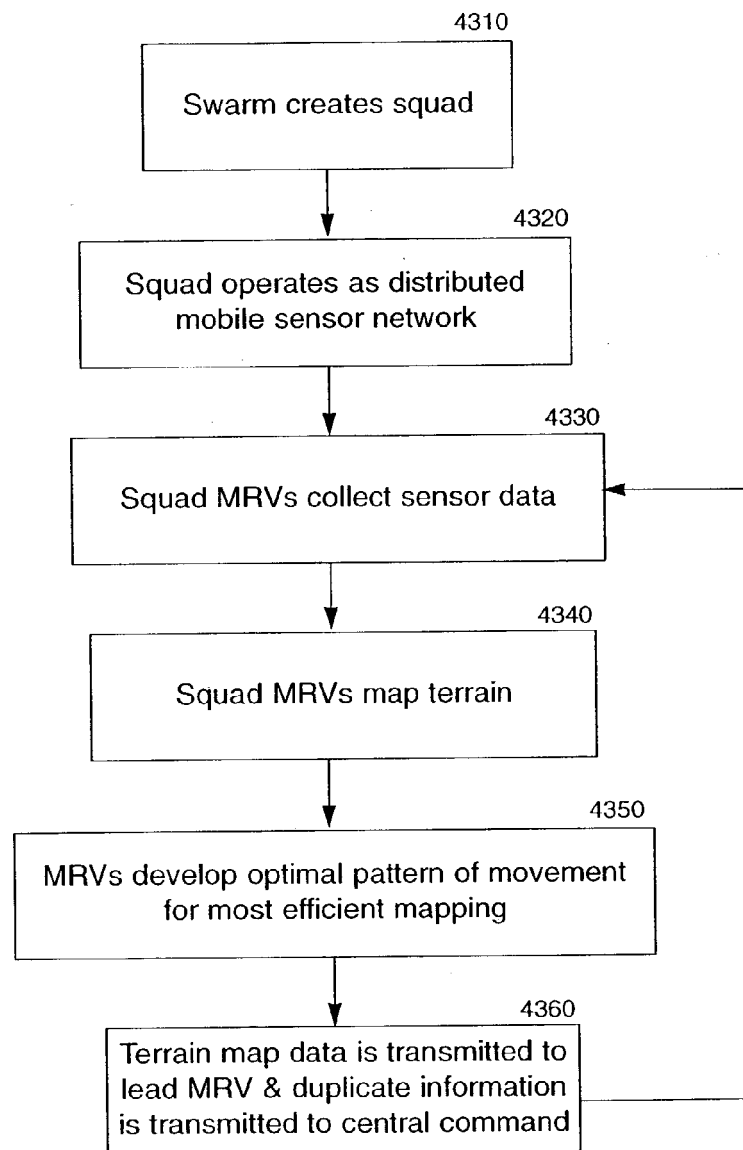 4310
Swarm creates squad
4320
Squad operates as distributed
mobile sensor network
4330
Squad MRVs collect sensor data
4340
Squad MRVs map terrain
4350
MRVs develop optimal pattern of movement
for most efficient mapping
4360
Terrain map data is transmitted to
lead MRV & duplicate information
is transmitted to central command